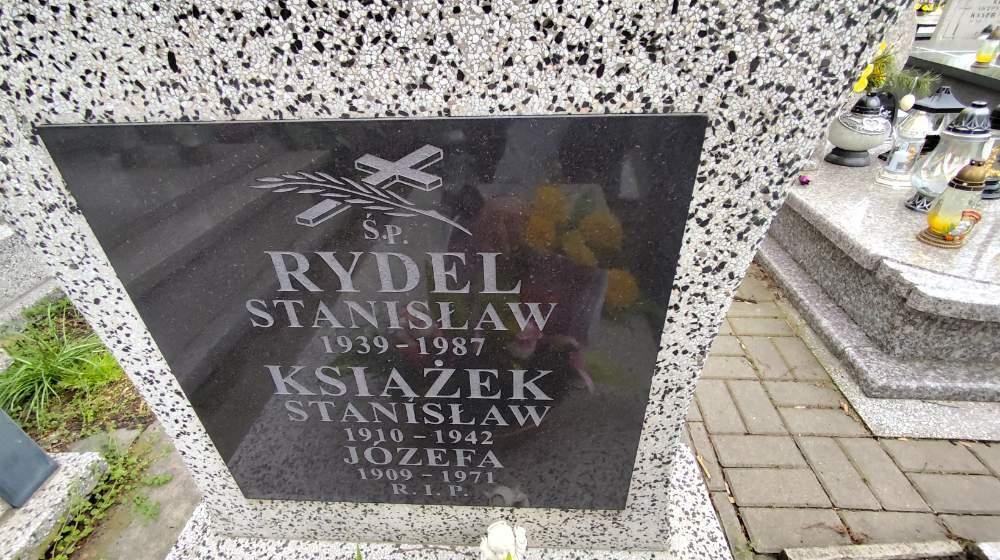 Ś.P.
RYDEL
STANISŁAW
1939 - 1987
KSIĄŻEK
STANISŁAW
1910 - 1942
JÓZEFA
1909 - 1971
R.I.P.